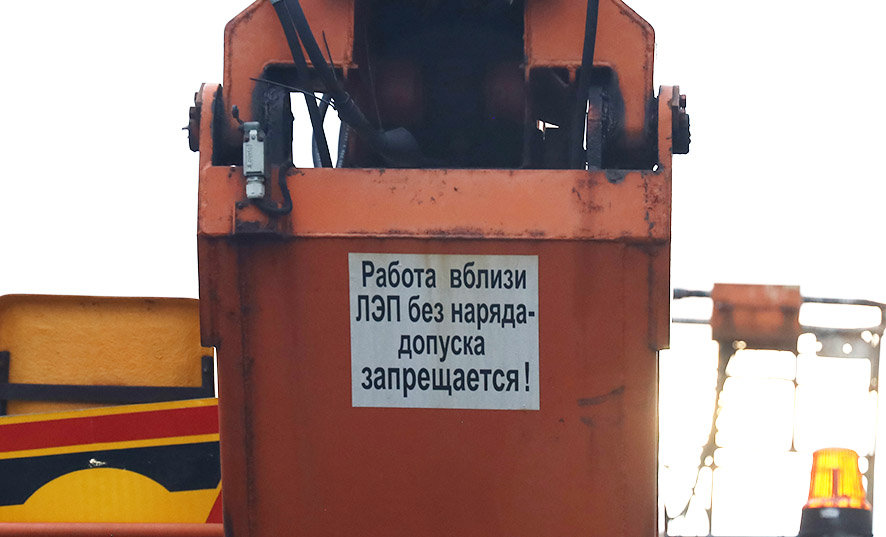 Работа вблизи
ЛЭП без наряда-
допуска
запрещается!